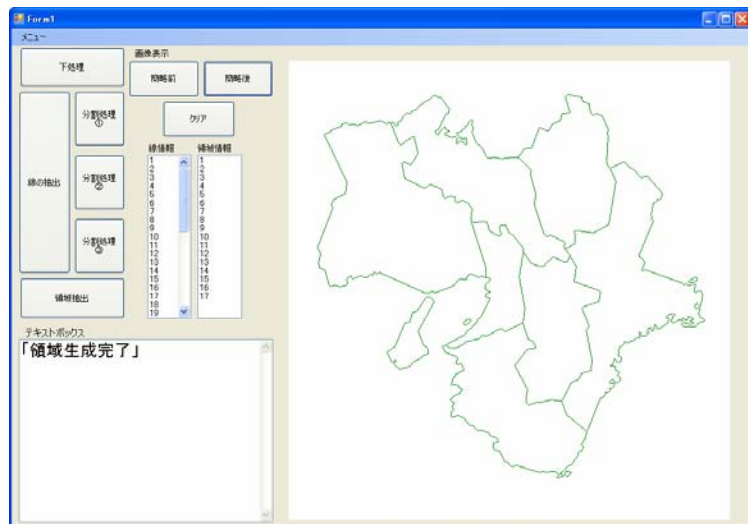 Form1
メニュー
下処理
画像表示
簡略前
簡略後
クリア
線の抽出
分割処理
①
分割処理
②
分割処理
③
領域抽出
線情報
1
2
3
4
5
6
7
8
9
10
11
12
13
14
15
16
17
18
19
領域情報
1
2
3
4
5
6
7
8
9
10
11
12
13
14
15
16
17
テキストボックス
「領域生成完了」